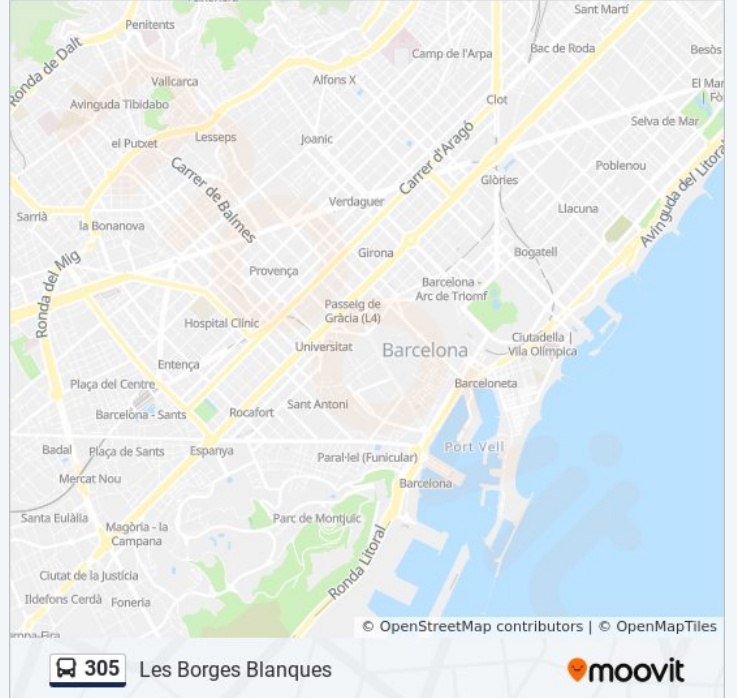 Sant Martí
Penitents
Ronda de Dalt
Camp de l'Arpa
Bac de Roda
Besòs
Vallcarca
Alfons X
El Mar
| Fò
Avinguda Tibidabo
Clot
Selva de Mar
el Putxet
Lesseps
Joanic
Carrer d'Aragó
Poblenou
Carrer de Balmes
Glòries
Avinguda del Litoral
Verdaguer
Llacuna
Sarrià
la Bonanova
Girona
Bogatell
Ronda del Mig
Provença
Barcelona -
Arc de Triomf
Passeig de
Gràcia (L4)
Hospital Clínic
Universitat
Barcelona
Ciutadella |
Vila Olímpica
Entença
Plaça del Centre
Barceloneta
Barcelona - Sants
Rocafort
Sant Antoni
Badal
Plaça de Sants
Espanya
Paral·lel (Funicular)
Port Vell
Mercat Nou
Barcelona
Santa Eulàlia
Magòria - la
Campana
Parc de Montjuïc
Ronda Litoral
Ciutat de la Justícia
Ildefons Cerdà
Foneria
© OpenStreetMap contributors | © OpenMapTiles
305 Les Borges Blanques
moovit